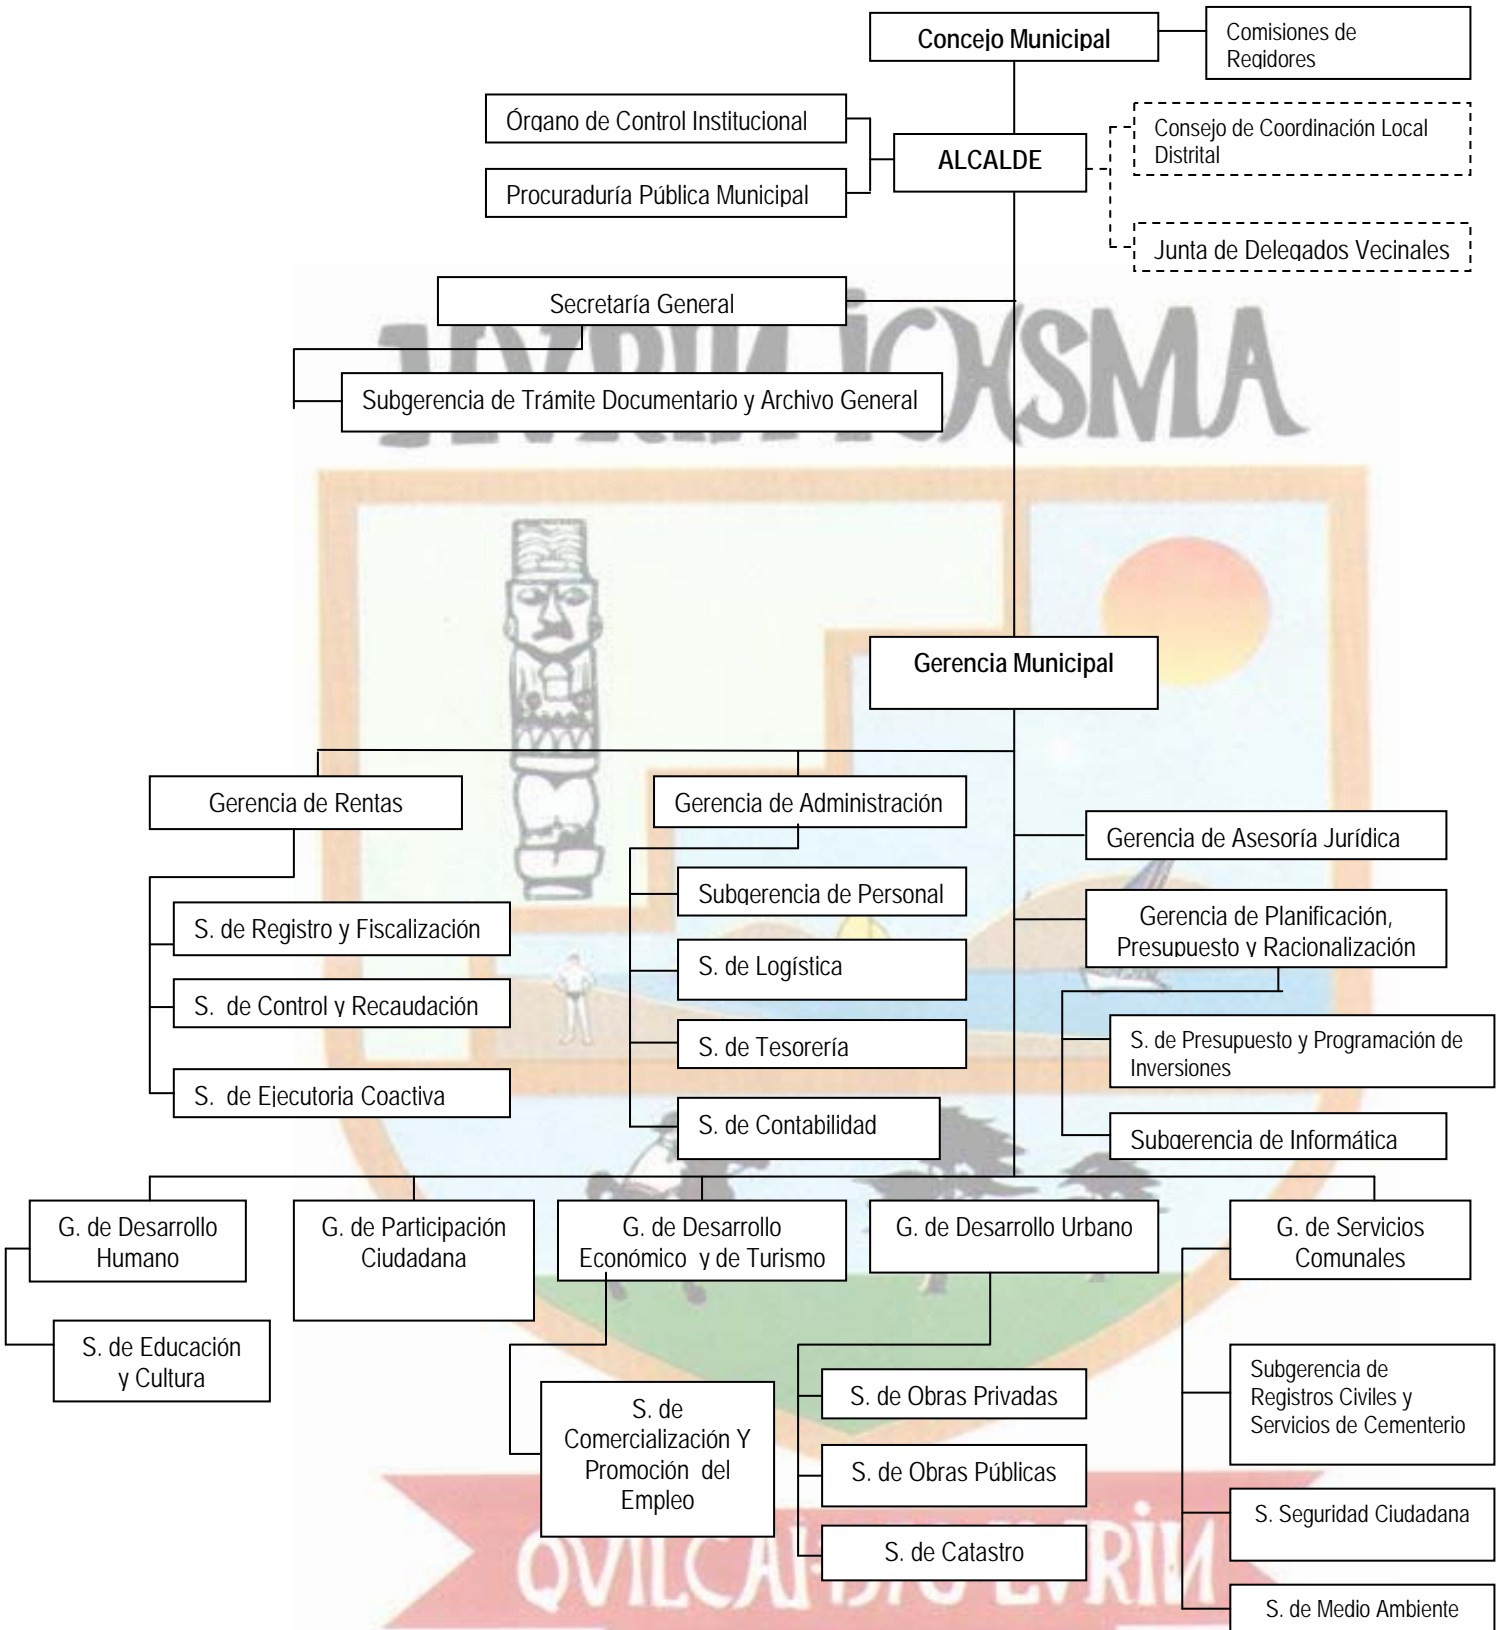 Concejo Municipal
Comisiones de
Regidores
Órgano de Control Institucional
ALCALDE
Consejo de Coordinación Local
Distrital
Procuraduría Pública Municipal
Junta de Delegados Vecinales
Secretaría General
Subgerencia de Trámite Documentario y Archivo General
Gerencia Municipal
Gerencia de Rentas
Gerencia de Administración
Gerencia de Asesoría Jurídica
Subgerencia de Personal
Gerencia de Planificación,
Presupuesto y Racionalización
S. de Registro y Fiscalización
S. de Logística
S. de Control y Recaudación
S. de Tesorería
S. de Presupuesto y Programación de
Inversiones
S. de Ejecutoria Coactiva
S. de Contabilidad
Subgerencia de Informática
G. de Desarrollo
Humano
G. de Participación
Ciudadana
G. de Desarrollo
Económico y de Turismo
G. de Desarrollo Urbano
G. de Servicios
Comunales
S. de Educación
y Cultura
S. de
Comercialización Y
Promoción del
Empleo
S. de Obras Privadas
S. de Obras Públicas
S. de Catastro
Subgerencia de
Registros Civiles y
Servicios de Cementerio
S. Seguridad Ciudadana
S. de Medio Ambiente